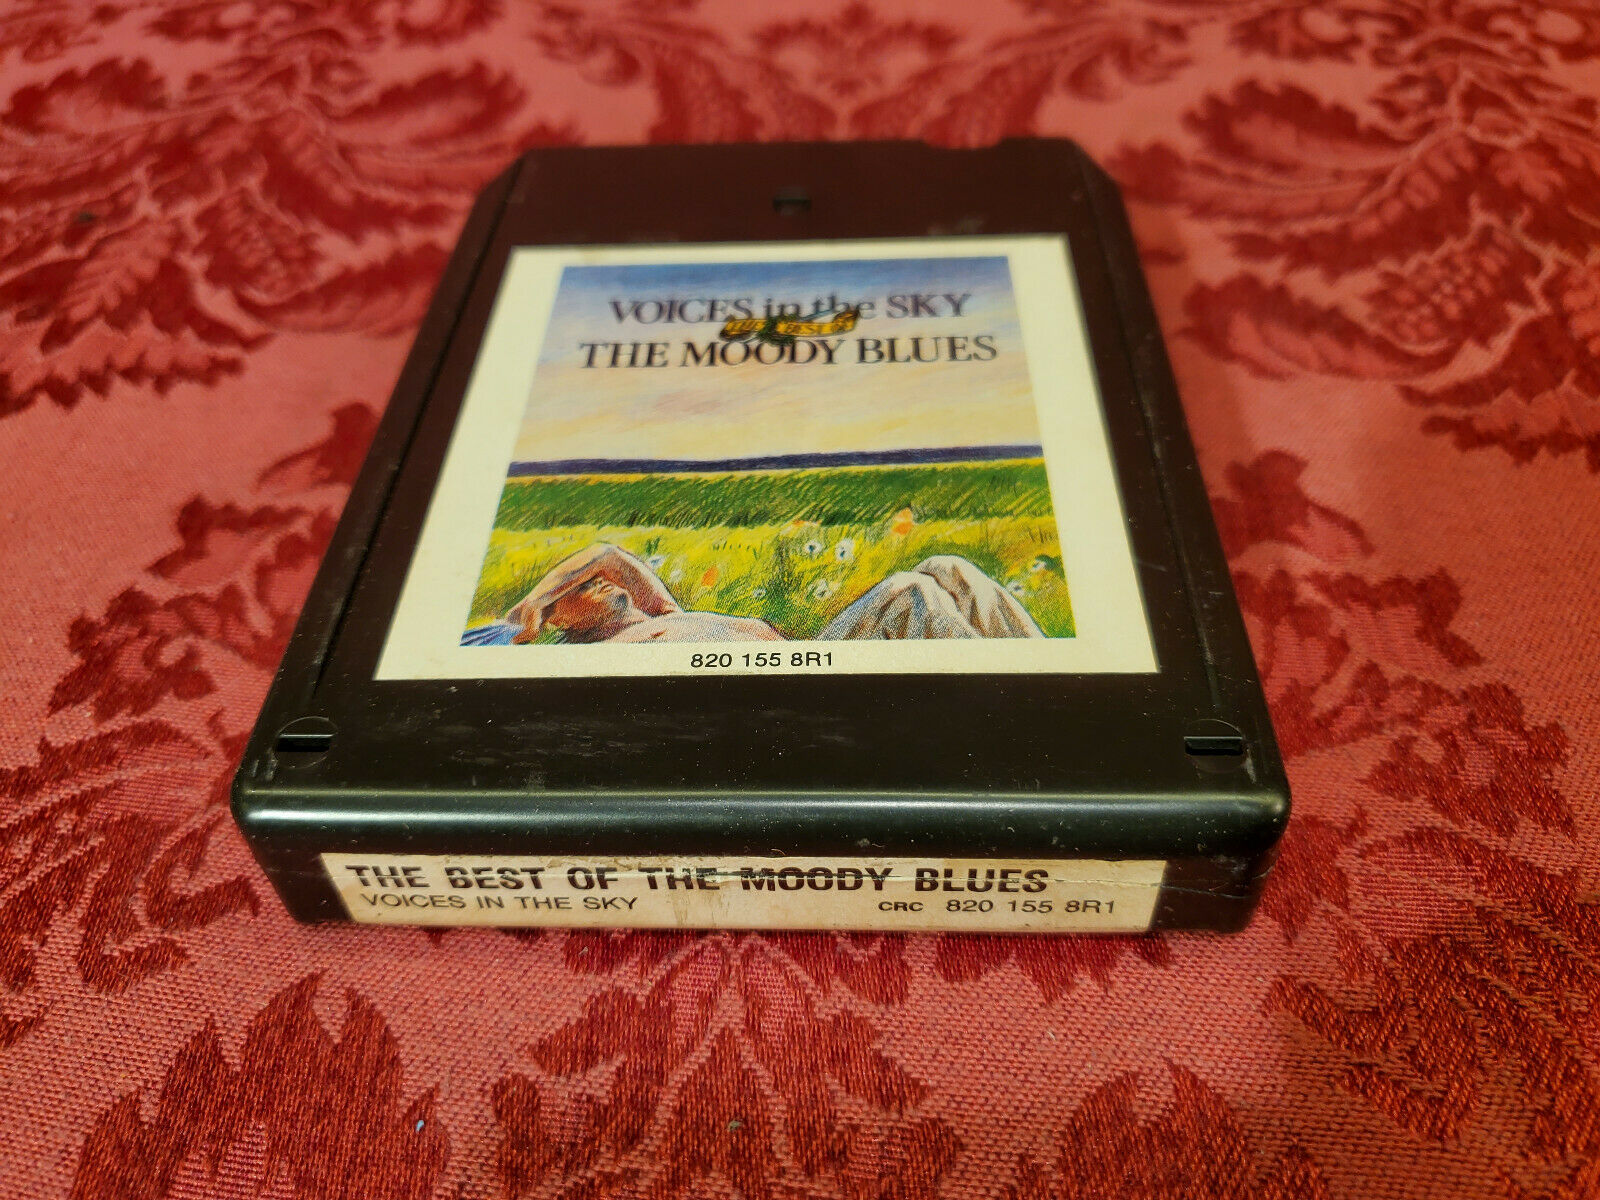 VOICES in the SKY
THE BEST OF
THE MOODY BLUES
820 155 8R1
THE BEST OF THE MOODY BLUES
VOICES IN THE SKY CRC 820 155 8R1